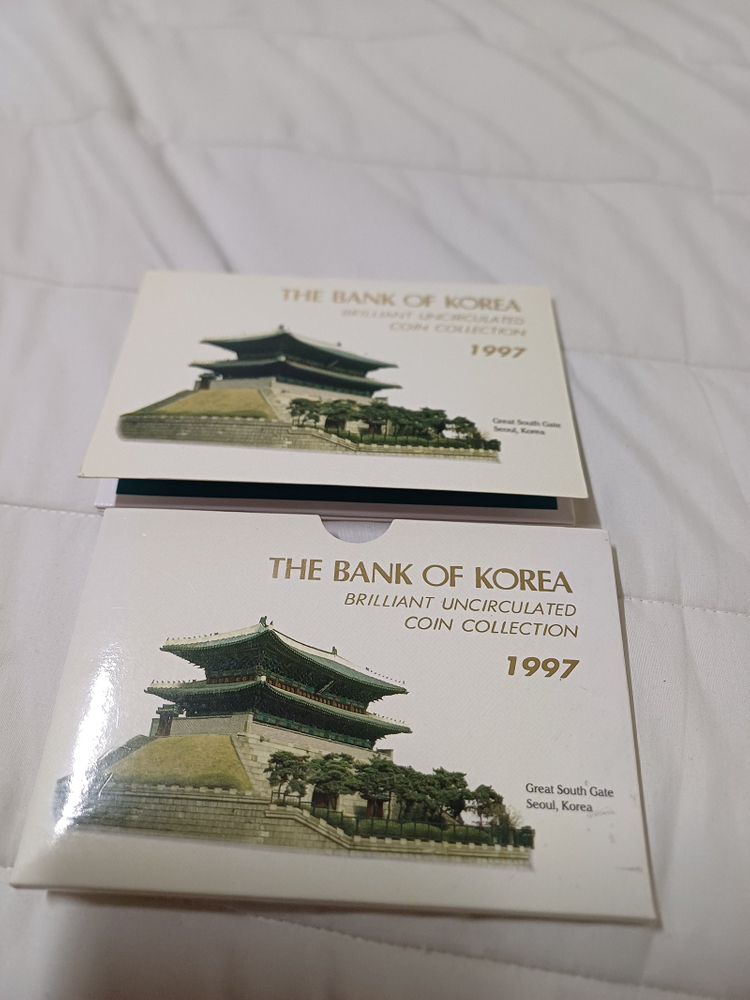 THE BANK OF KOREA
BRILLIANT UNCIRCULATED
COIN COLLECTION
1997
Great South Gate
Seoul, Korea
THE BANK OF KOREA
BRILLIANT UNCIRCULATED
COIN COLLECTION
1997
Great South Gate
Seoul, Korea